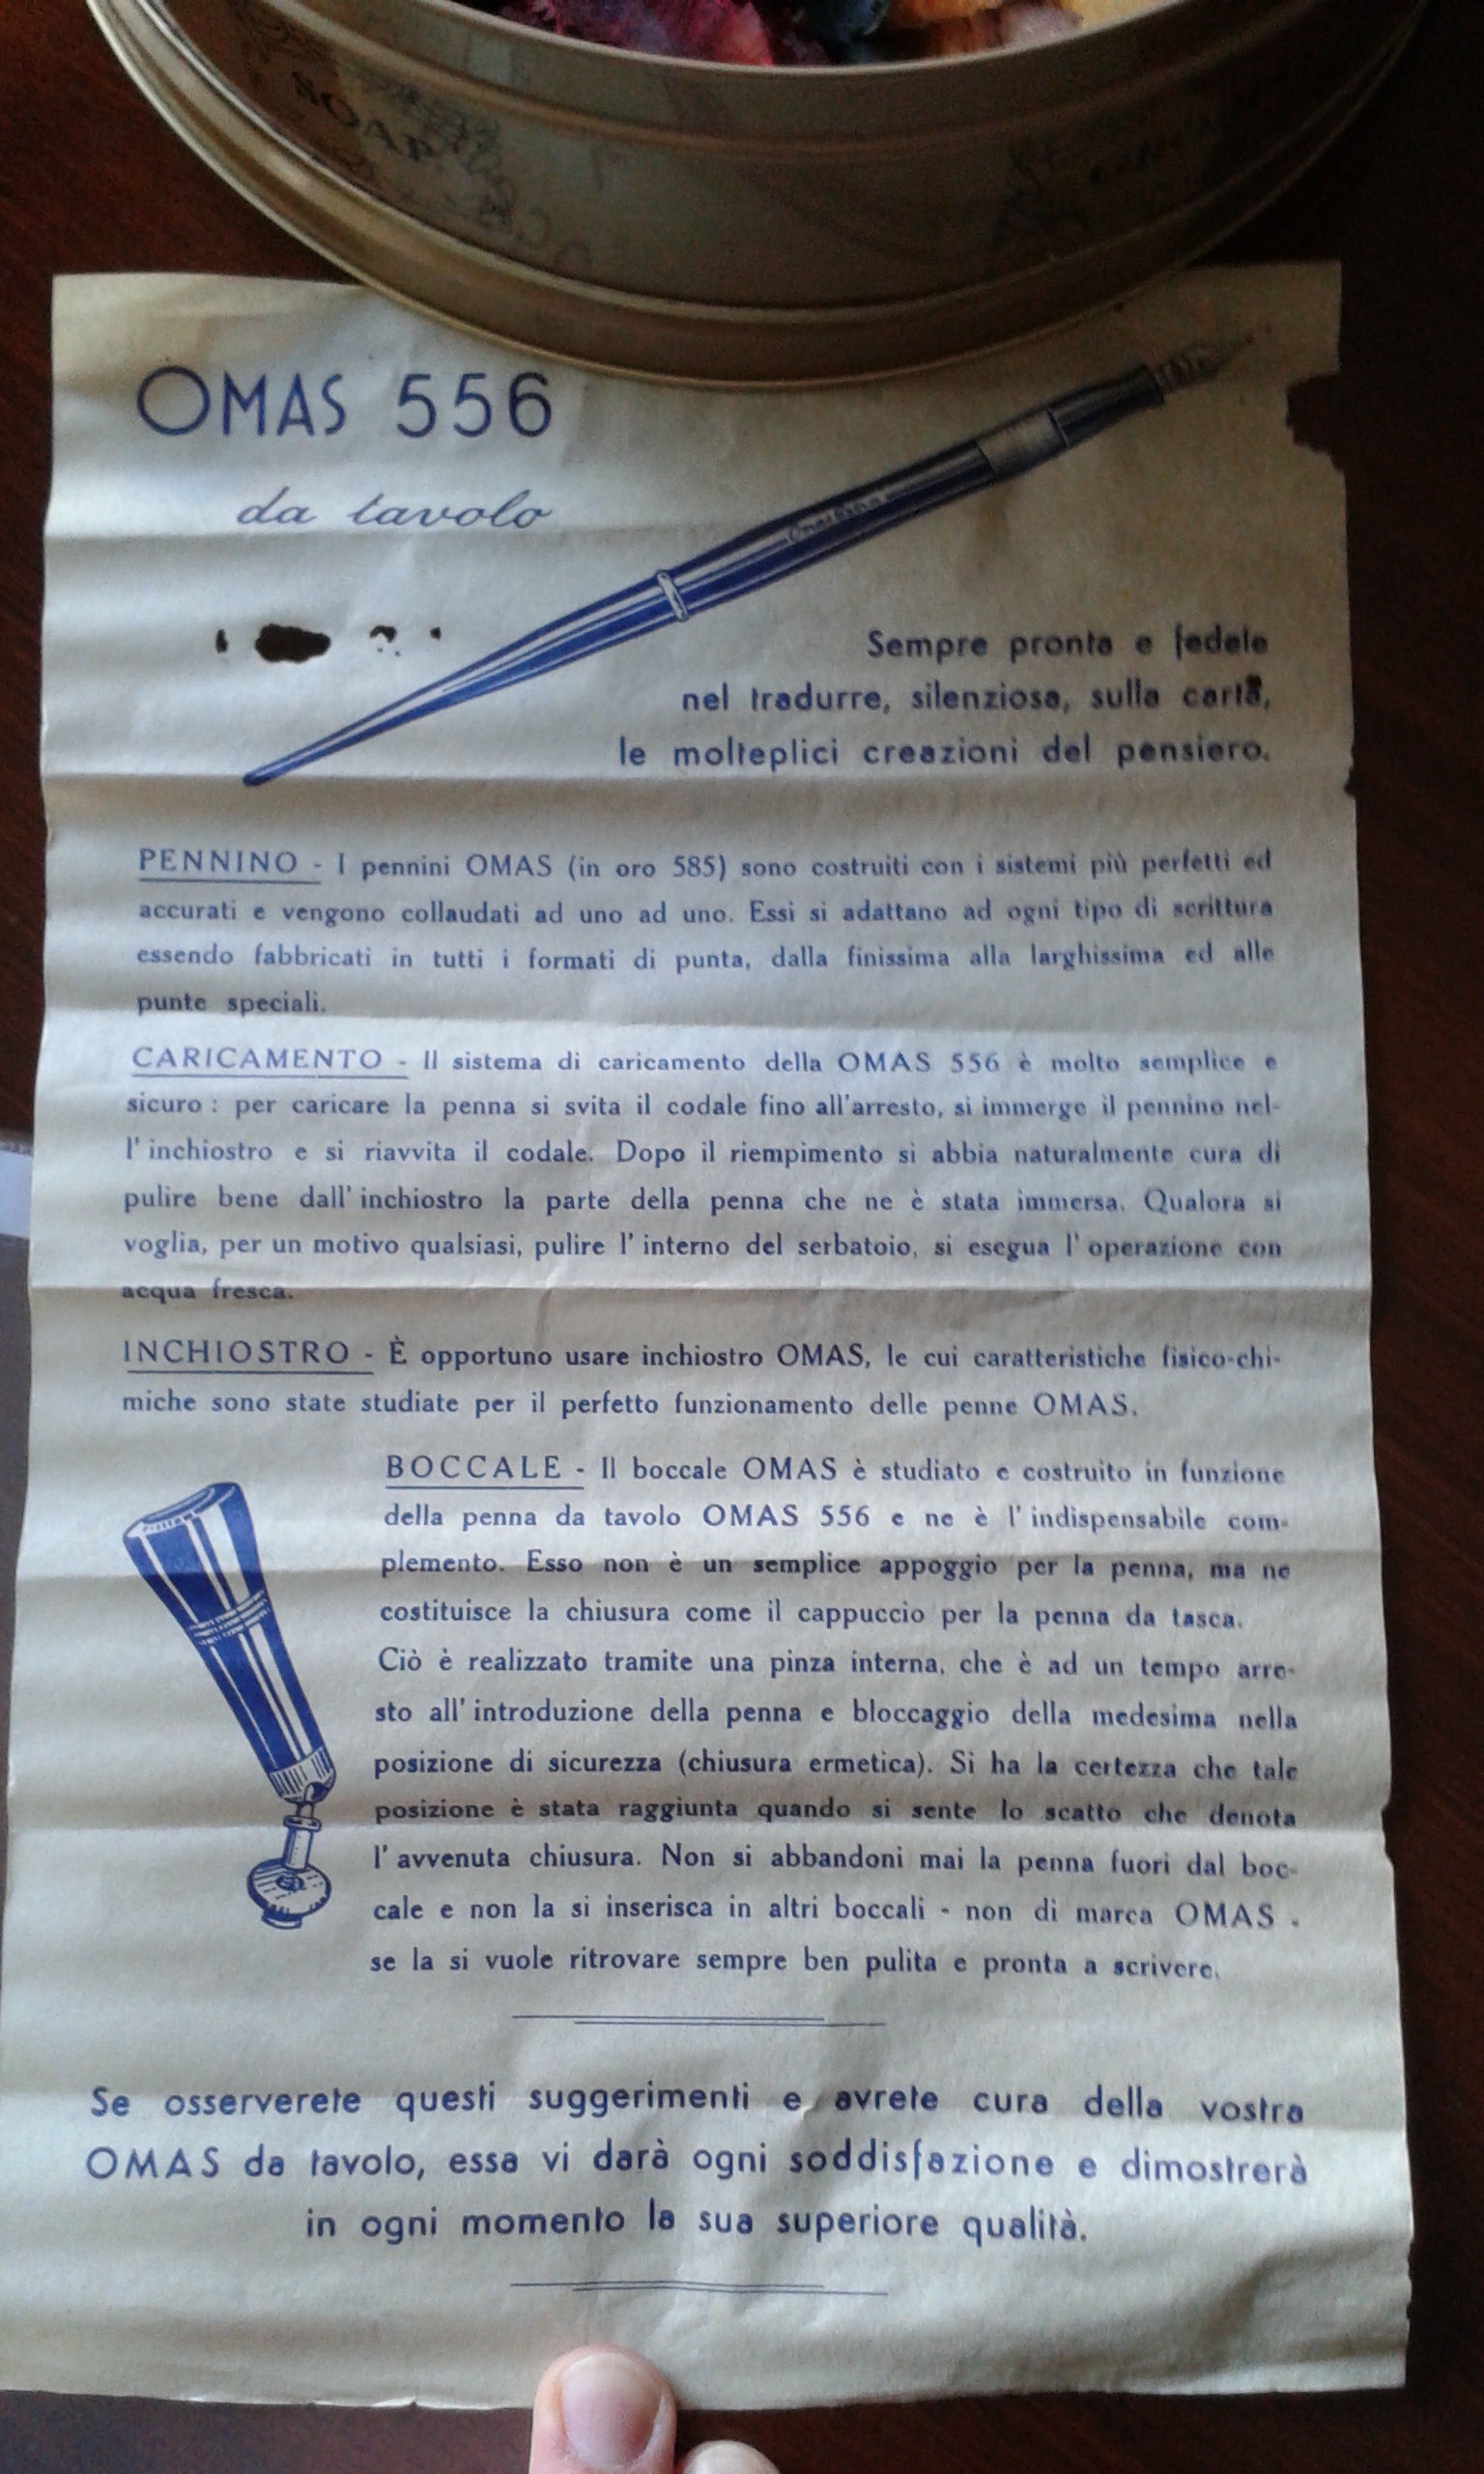 OMAS 556
da tavolo
Sempre pronta e fedele
nel tradurre, silenziosa, sulla carta,
le molteplici creazioni del pensiero.
PENNINO - I pennini OMAS (in oro 585) sono costruiti con i sistemi più perfetti ed
accurati e vengono collaudati ad uno ad uno. Essi si adattano ad ogni tipo di scrittura
essendo fabbricati in tutti i formati di punta, dalla finissima alla larghissima ed alle
punte speciali.
CARICAMENTO - Il sistema di caricamento della OMAS 556 è molto semplice e
sicuro : per caricare la penna si svita il codale fino all'arresto, si immerge il pennino nel-
l'inchiostro e si riavvita il codale. Dopo il riempimento si abbia naturalmente cura di
pulire bene dall'inchiostro la parte della penna che ne è stata immersa. Qualora si
voglia, per un motivo qualsiasi, pulire l'interno del serbatoio, si esegua l'operazione con
acqua fresca.
INCHIOSTRO - È opportuno usare inchiostro OMAS, le cui caratteristiche fisico-chi-
miche sono state studiate per il perfetto funzionamento delle penne OMAS.
BOCCALE - Il boccale OMAS è studiato e costruito in funzione
della penna da tavolo OMAS 556 e ne è l'indispensabile com-
plemento. Esso non è un semplice appoggio per la penna, ma ne
costituisce la chiusura come il cappuccio per la penna da tasca.
Ciò è realizzato tramite una pinza interna, che è ad un tempo arre-
sto all'introduzione della penna e bloccaggio della medesima nella
posizione di sicurezza (chiusura ermetica). Si ha la certezza che tale
posizione è stata raggiunta quando si sente lo scatto che denota
l'avvenuta chiusura. Non si abbandoni mai la penna fuori dal boc-
cale e non la si inserisca in altri boccali - non di marca OMAS -
se la si vuole ritrovare sempre ben pulita e pronta a scrivere.
Se osserverete questi suggerimenti e avrete cura della vostra
OMAS da tavolo, essa vi darà ogni soddisfazione e dimostrerà
in ogni momento la sua superiore qualità.